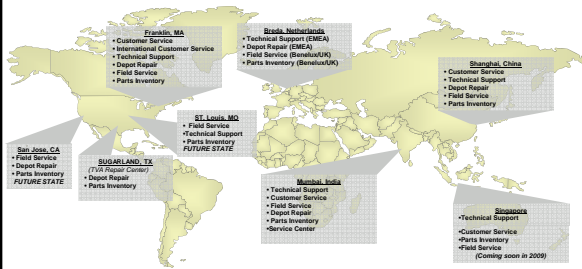 Franklin, MA
• Customer Service
• International Customer Service
• Technical Support
• Depot Repair
• Field Service
• Parts Inventory
Breda, Netherlands
• Technical Support (EMEA)
• Depot Repair (EMEA)
• Field Service (Benelux/UK)
• Parts Inventory (Benelux/UK)
Shanghai, China
• Customer Service
• Technical Support
• Depot Repair
• Field Service
• Parts Inventory
ST. Louis, MO
• Field Service
•Technical Support
• Parts Inventory
FUTURE STATE
San Jose, CA
• Field Service
• Depot Repair
• Parts Inventory
FUTURE STATE
SUGARLAND, TX
(TVA Repair Center)
• Depot Repair
• Parts Inventory
Mumbai, India
• Technical Support
• Customer Service
• Field Service
• Depot Repair
• Parts Inventory
•Service Center
Singapore
•Technical Support
•Customer Service
•Parts Inventory
•Field Service
(Coming soon in 2009)